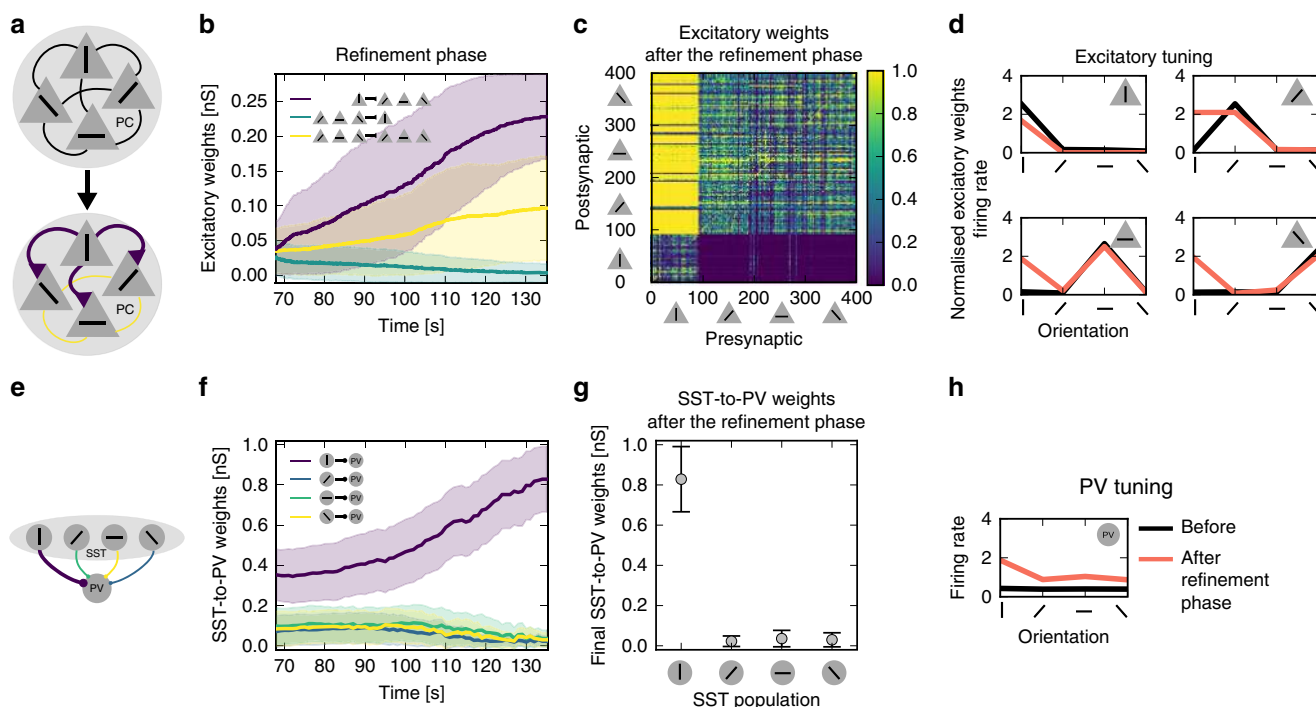 a
PC
PC
b
Refinement phase
Excitatory weights [nS]
0.25
0.20
0.15
0.10
0.05
0.00
70 80 90 100 110 120 130
Time [s]
c
Excitatory weights
after the refinement phase
Postsynaptic
400
300
200
100
0
0 100 200 300 400
Presynaptic
1.0
0.8
0.6
0.4
0.2
0.0
d
Excitatory tuning
Normalised exciatory weights
firing rate
4
2
0
4
2
0
Orientation
e
SST
PV
f
SST-to-PV weights [nS]
1.0
0.8
0.6
0.4
0.2
0.0
PV
PV
PV
PV
70 80 90 100 110 120 130
Time [s]
g
SST-to-PV weights
after the refinement phase
Final SST-to-PV weights [nS]
1.0
0.8
0.6
0.4
0.2
0.0
SST population
h
PV tuning
Firing rate
4
2
0
PV
Orientation
Before
After
refinement
phase